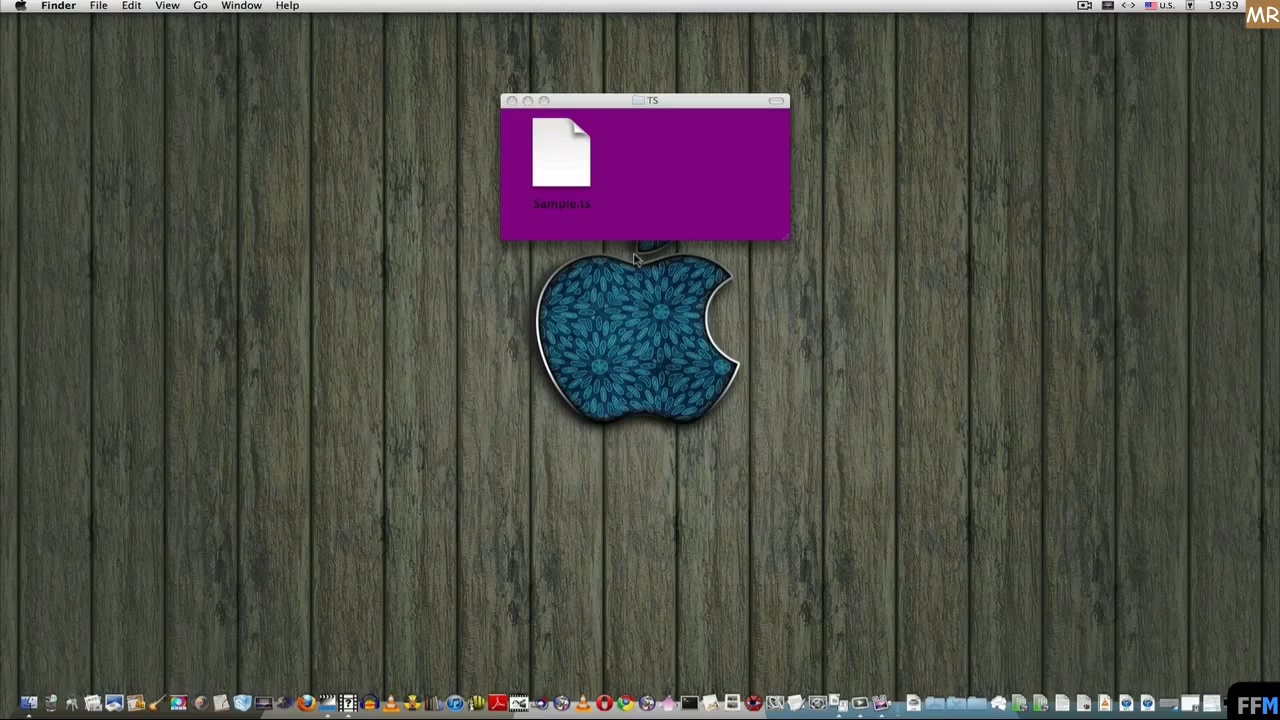 Finder File Edit View Go Window Help U.S. 19:39
MR
TS
Sample.ts
FFM